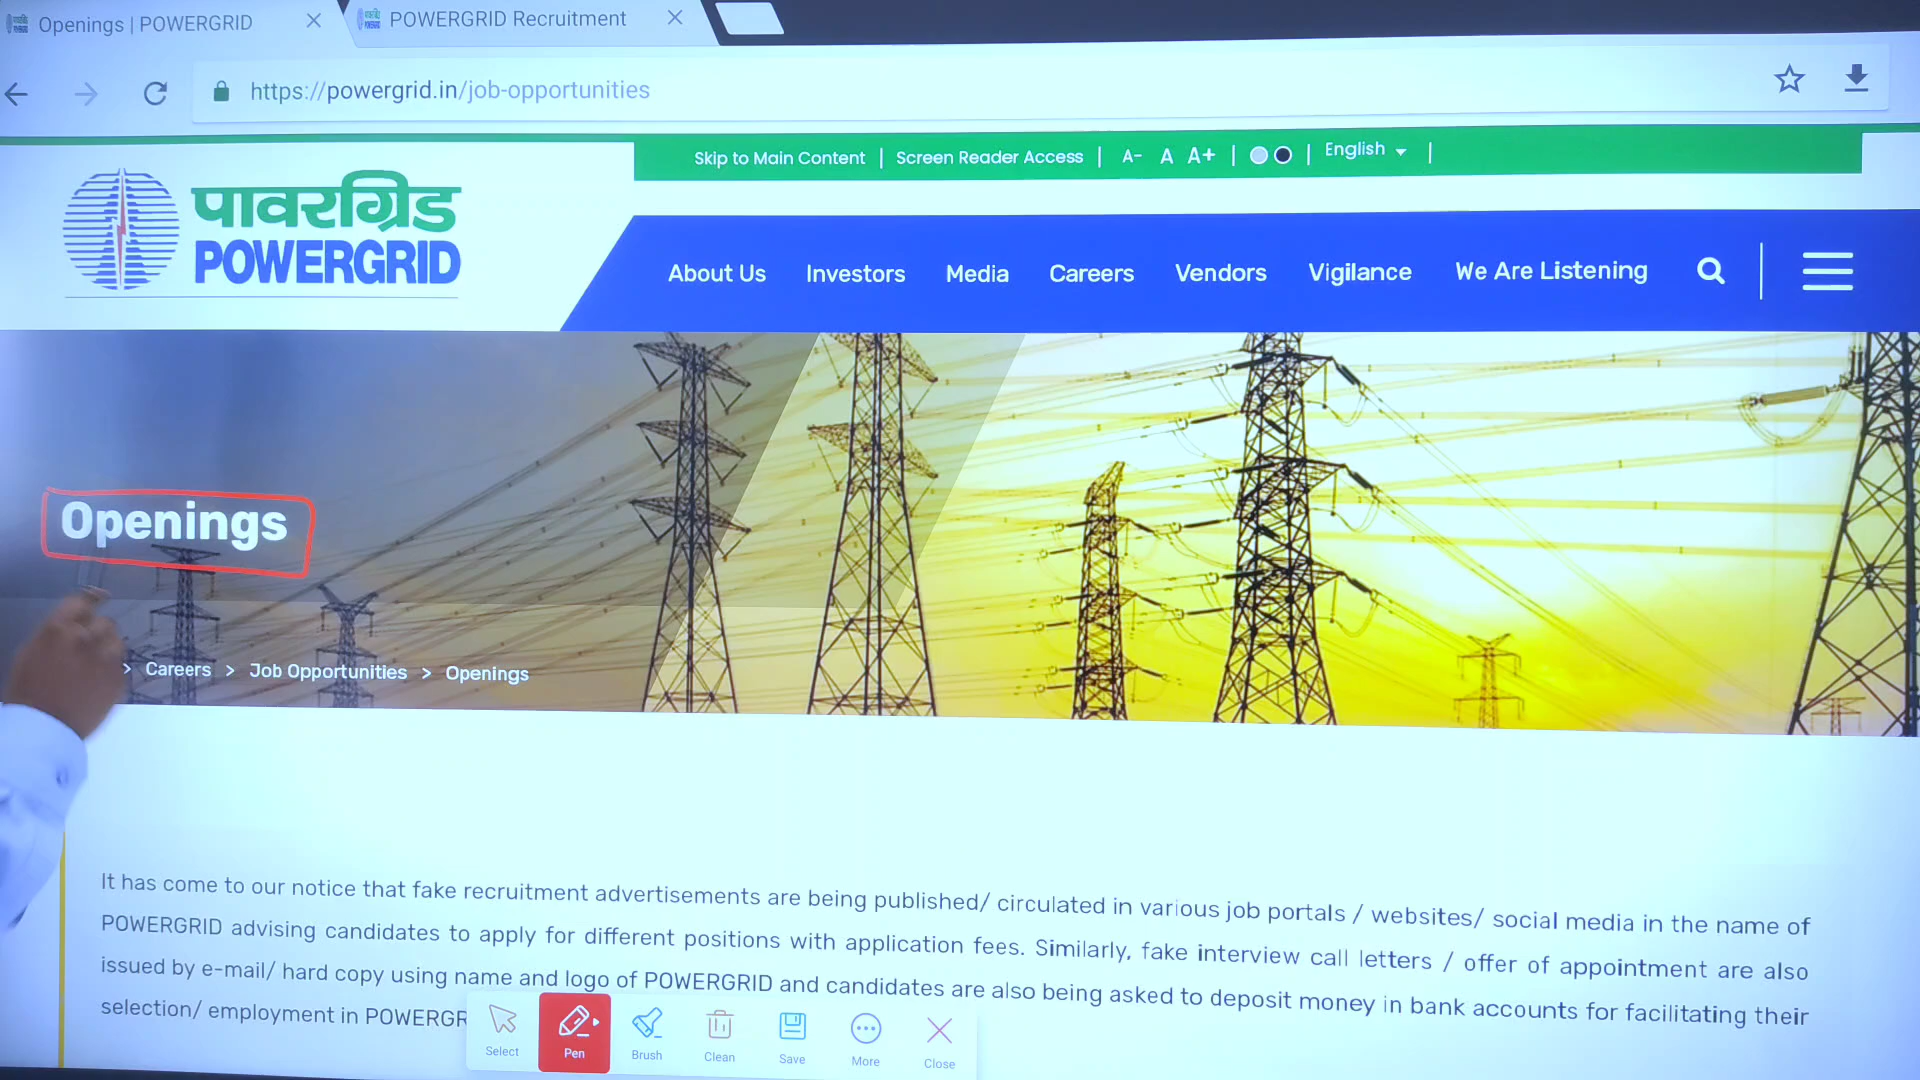 Openings | POWERGRID
POWERGRID Recruitment
https://powergrid.in/job-opportunities
Skip to Main Content | Screen Reader Access | A- A A+ | | English |
पावरग्रिड
POWERGRID
About Us Investors Media Careers Vendors Vigilance We Are Listening
Openings
> Careers > Job Opportunities > Openings
It has come to our notice that fake recruitment advertisements are being published/ circulated in various job portals / websites/ social media in the name of
POWERGRID advising candidates to apply for different positions with application fees. Similarly, fake interview call letters / offer of appointment are also
issued by e-mail/ hard copy using name and logo of POWERGRID and candidates are also being asked to deposit money in bank accounts for facilitating their
selection/ employment in POWERGR
Select Pen Brush Clean Save More Close